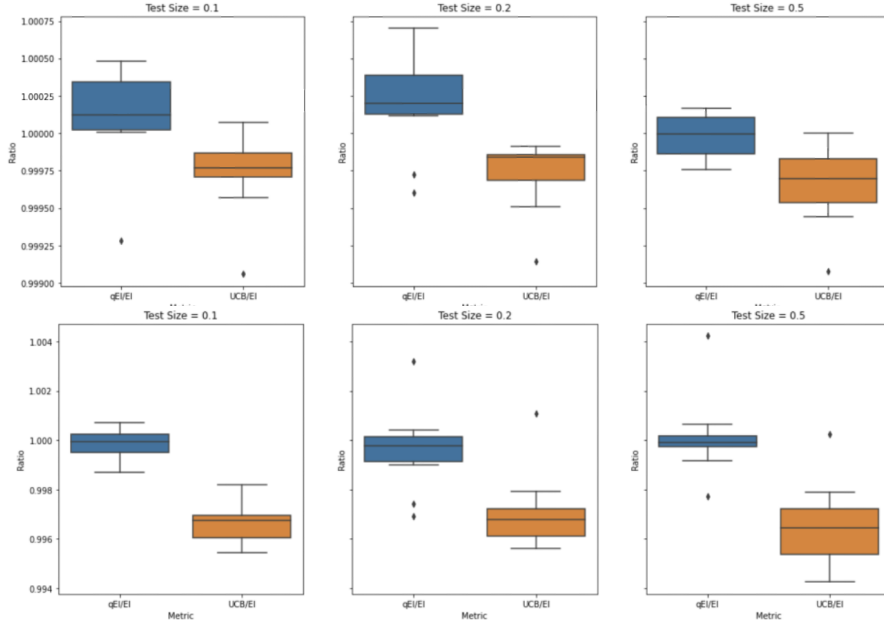 Test Size = 0.1
Test Size = 0.2
Test Size = 0.5
1.00075
1.00050
1.00025
1.00000
0.99975
0.99950
0.99925
0.99900
Ratio
Ratio
Ratio
qEI/EI
UCB/EI
qEI/EI
UCB/EI
qEI/EI
UCB/EI
Metric
Metric
Metric
Test Size = 0.1
Test Size = 0.2
Test Size = 0.5
1.004
1.002
1.000
0.998
0.996
0.994
Ratio
Ratio
Ratio
qEI/EI
UCB/EI
qEI/EI
UCB/EI
qEI/EI
UCB/EI
Metric
Metric
Metric